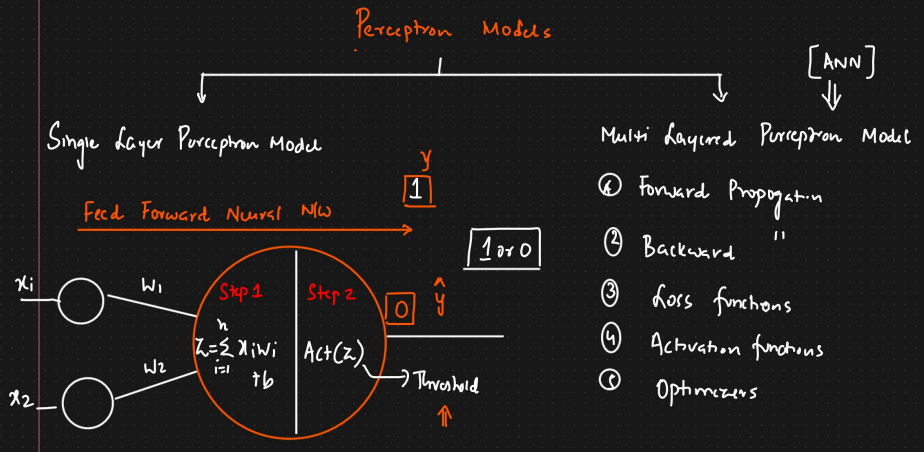 Perceptron Models
[ANN]
Single Layer Perceptron Model
y
1
Feed Forward Neural N/W
1 or 0
x1
W1
Step 1
Step 2
0
ŷ
n
Z=Σ xiwi
i=1
+b
Act(Z)
Threshold
W2
x2
Multi Layered Perceptron Model
① Forward Propogation
② Backward "
③ Loss functions
④ Activation functions
⑤ Optimizers